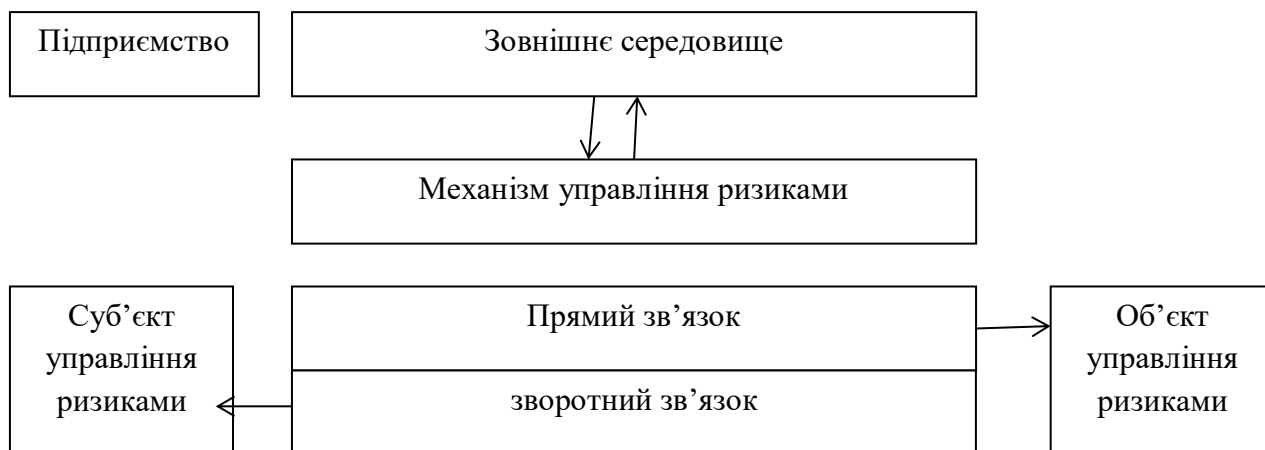 Підприємство
Зовнішнє середовище
Механізм управління ризиками
Суб’єкт
управління
ризиками
Прямий зв’язок
зворотний зв’язок
Об’єкт
управління
ризиками